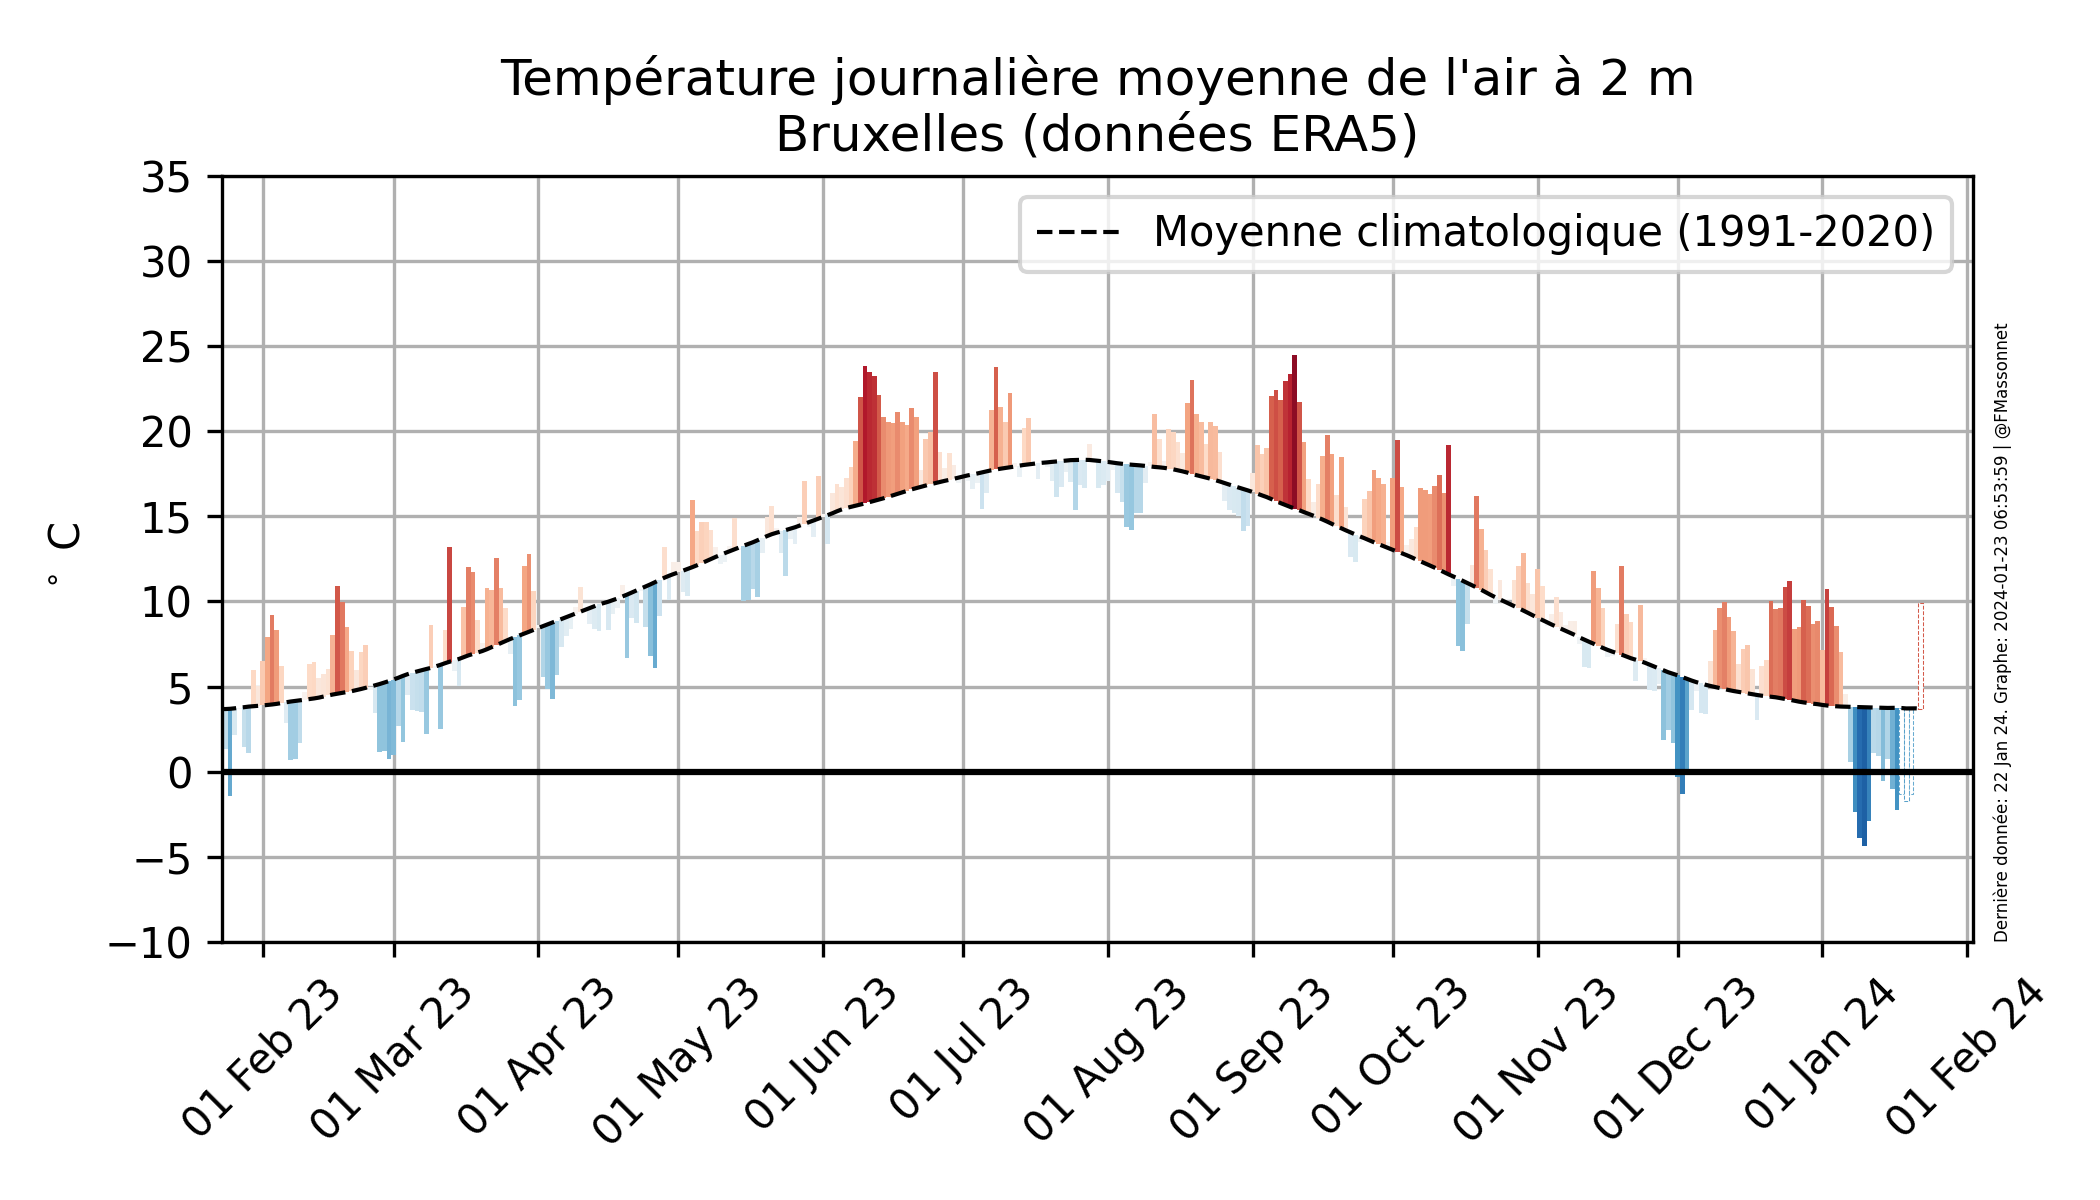 Température journalière moyenne de l'air à 2 m
Bruxelles (données ERA5)
Moyenne climatologique (1991-2020)
35
30
25
20
15
10
5
0
−5
−10
° C
01 Feb 23
01 Mar 23
01 Apr 23
01 May 23
01 Jun 23
01 Jul 23
01 Aug 23
01 Sep 23
01 Oct 23
01 Nov 23
01 Dec 23
01 Jan 24
01 Feb 24
Dernière donnée: 22 Jan 24. Graphe: 2024-01-23 06:53:59 | @FMassonnet